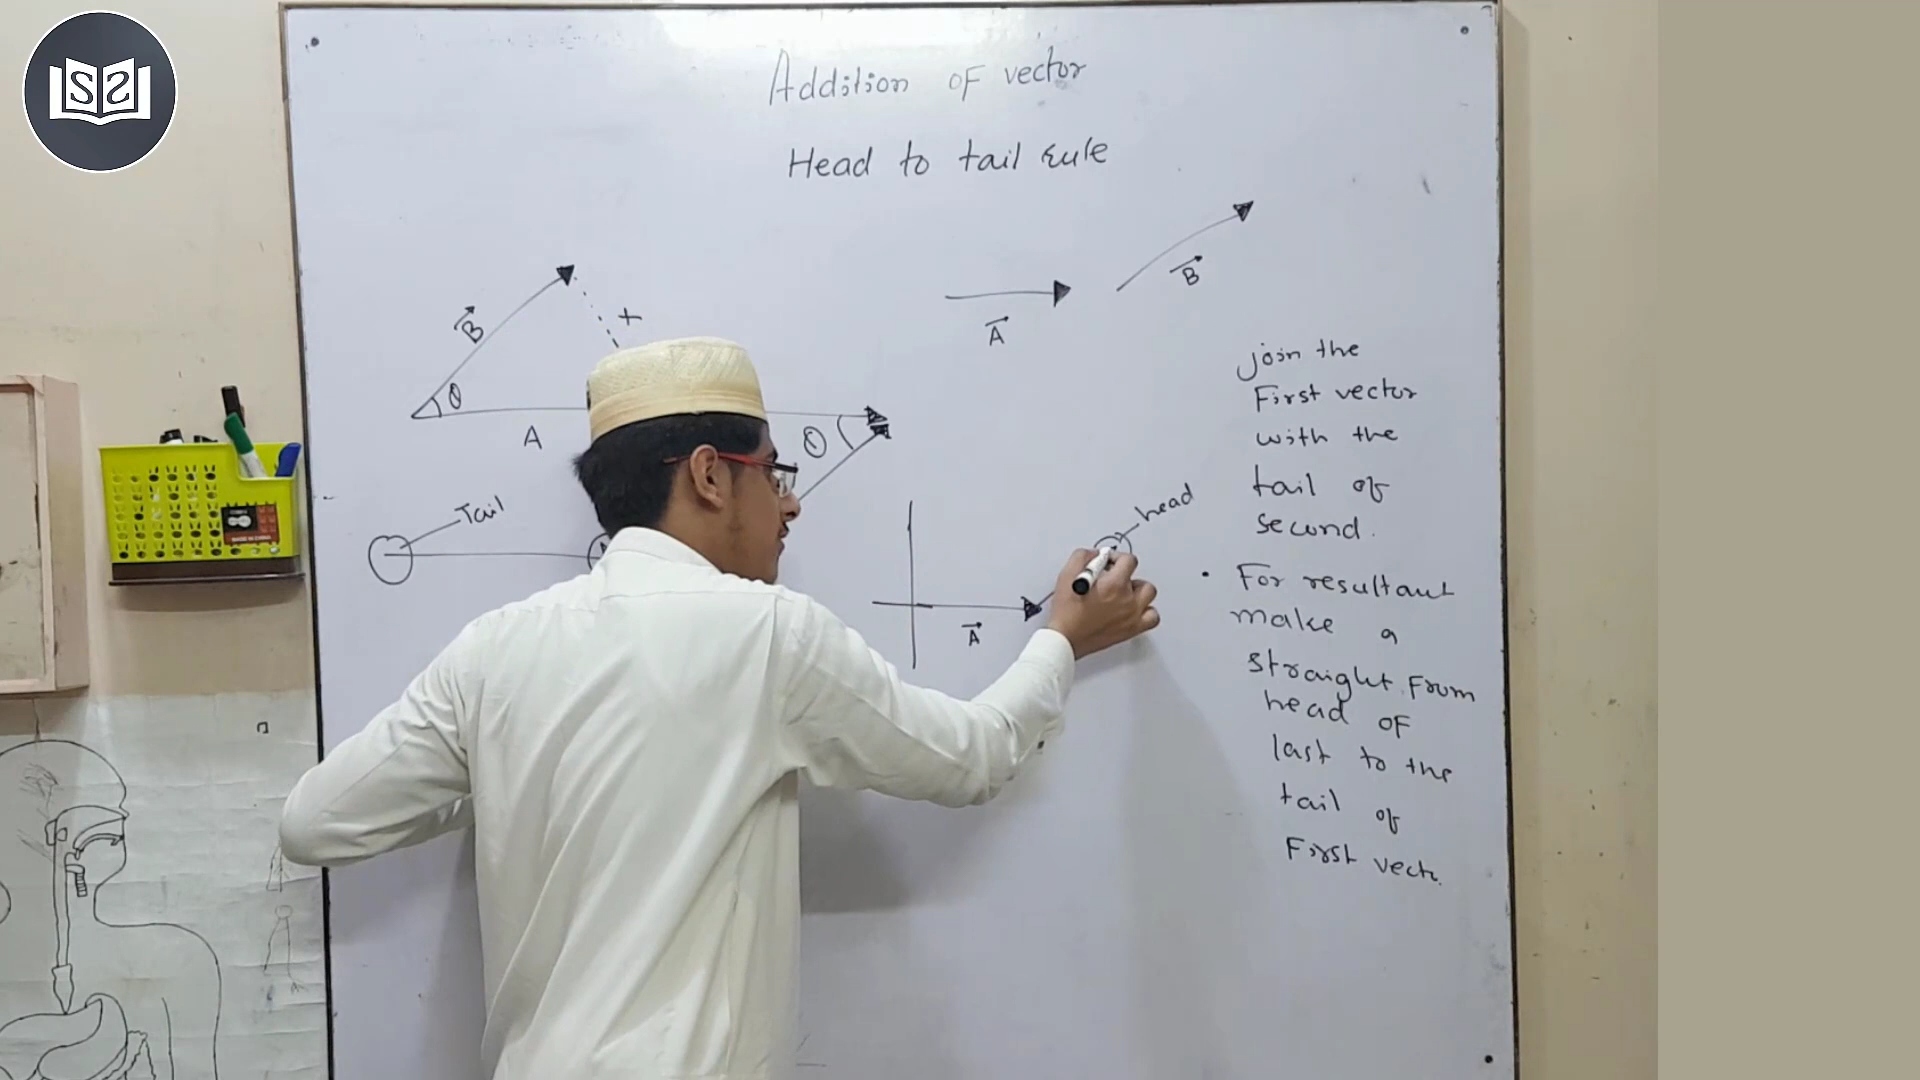 Addition OF vector
Head to tail rule
B
x
θ
A
θ
A
B
Tail
head
A
join the
First vector
with the
tail of
second.
• For resultant
make a
straight From
head OF
last to the
tail of
First vectr.